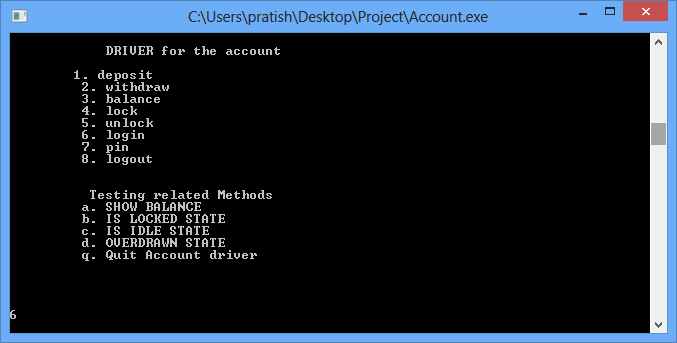 C:\Users\pratish\Desktop\Project\Account.exe
DRIVER for the account
1. deposit
2. withdraw
3. balance
4. lock
5. unlock
6. login
7. pin
8. logout
Testing related Methods
a. SHOW BALANCE
b. IS LOCKED STATE
c. IS IDLE STATE
d. OVERDRAWN STATE
q. Quit Account driver
6